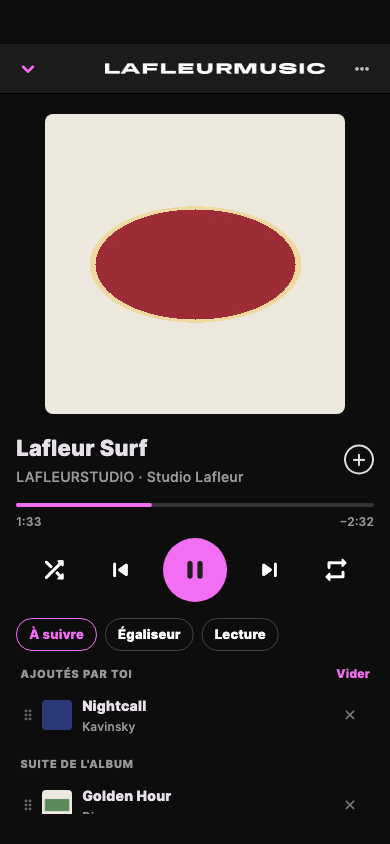 LAFLEURMUSIC
Lafleur Surf
LAFLEURSTUDIO · Studio Lafleur
1:33
−2:32
À suivre
Égaliseur
Lecture
AJOUTÉS PAR TOI
Vider
Nightcall
Kavinsky
SUITE DE L'ALBUM
Golden Hour